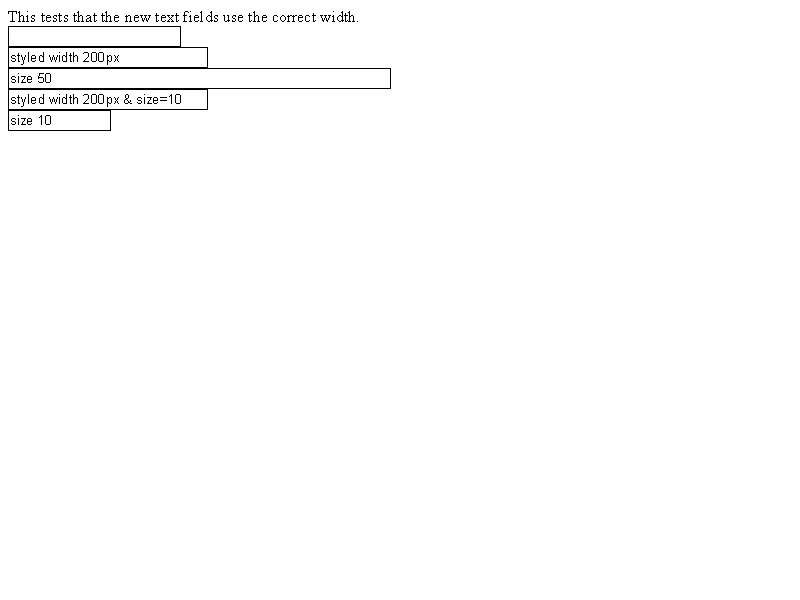 This tests that the new text fields use the correct width.
styled width 200px
size 50
styled width 200px & size=10
size 10